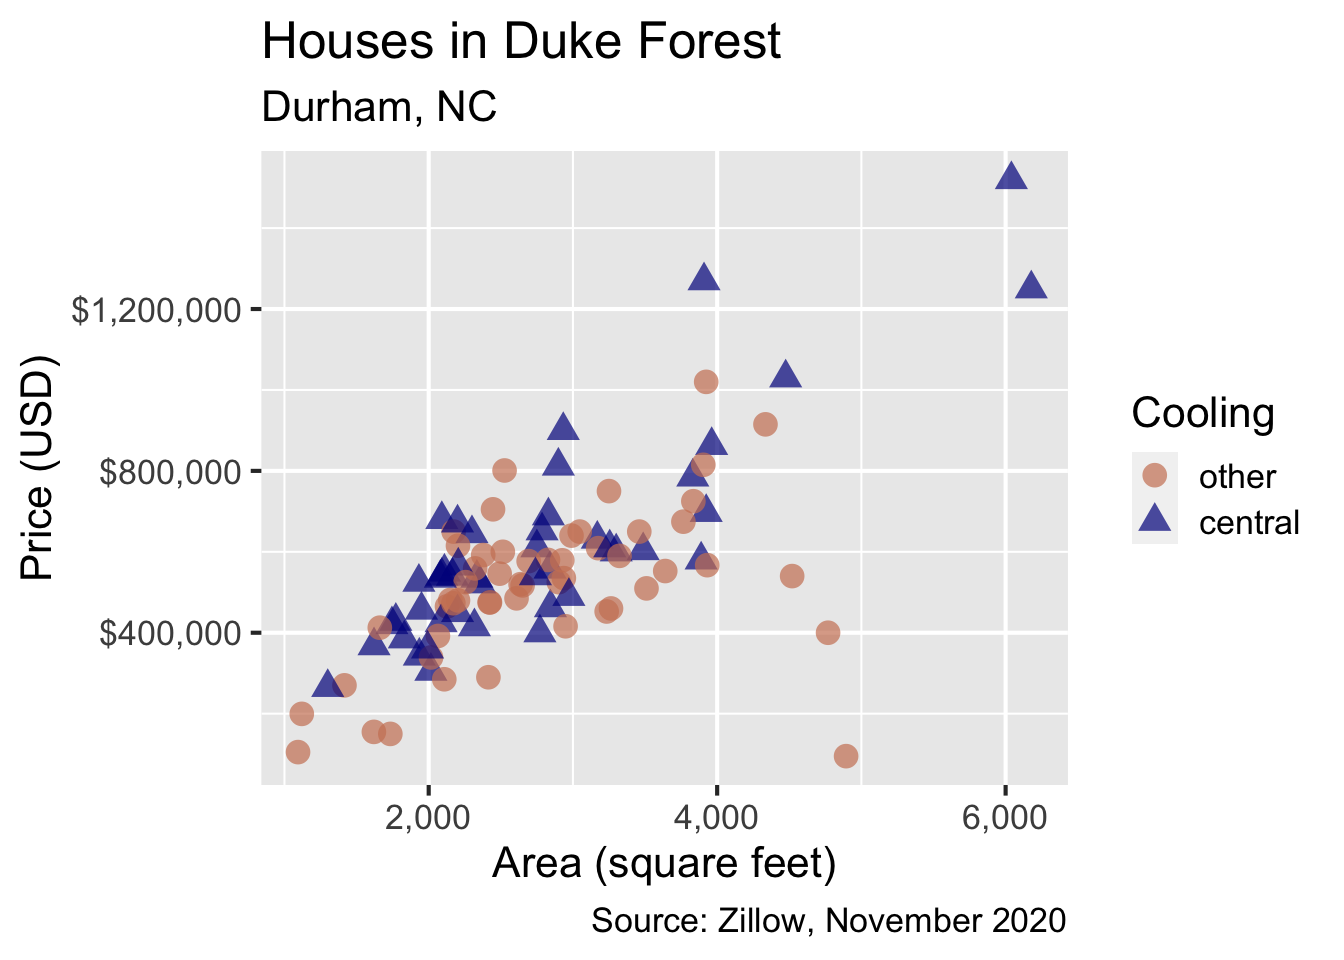 Houses in Duke Forest
Durham, NC
Price (USD)
$1,200,000
$800,000
$400,000
2,000
4,000
6,000
Area (square feet)
Cooling
other
central
Source: Zillow, November 2020